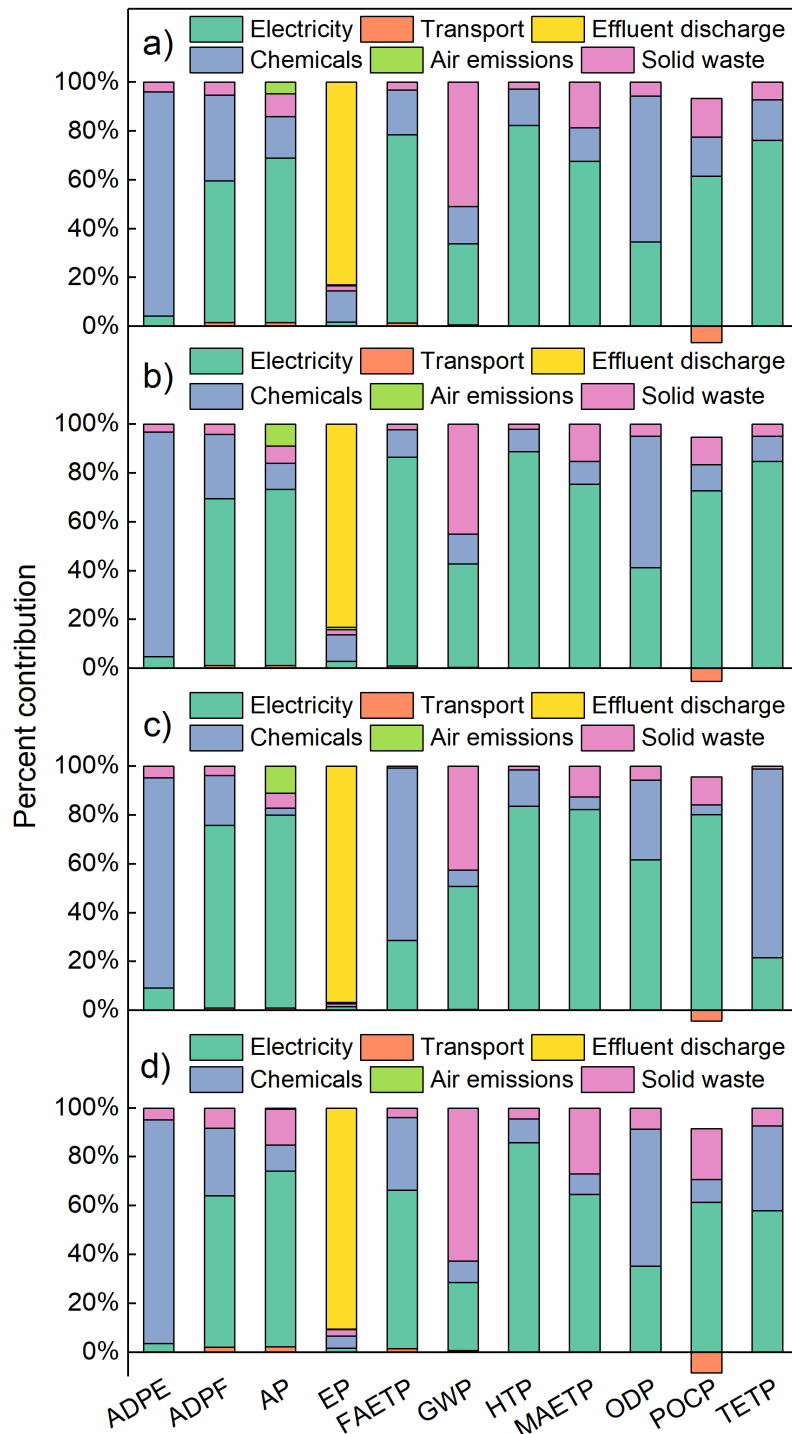 a)
Electricity Transport Effluent discharge
Chemicals Air emissions Solid waste
100%
80%
60%
40%
20%
0%
b)
Electricity Transport Effluent discharge
Chemicals Air emissions Solid waste
100%
80%
60%
40%
20%
0%
c)
Electricity Transport Effluent discharge
Chemicals Air emissions Solid waste
100%
80%
60%
40%
20%
0%
d)
Electricity Transport Effluent discharge
Chemicals Air emissions Solid waste
100%
80%
60%
40%
20%
0%
Percent contribution
ADPE ADPF AP EP FAETP GWP HTP MAETP ODP POCP TETP